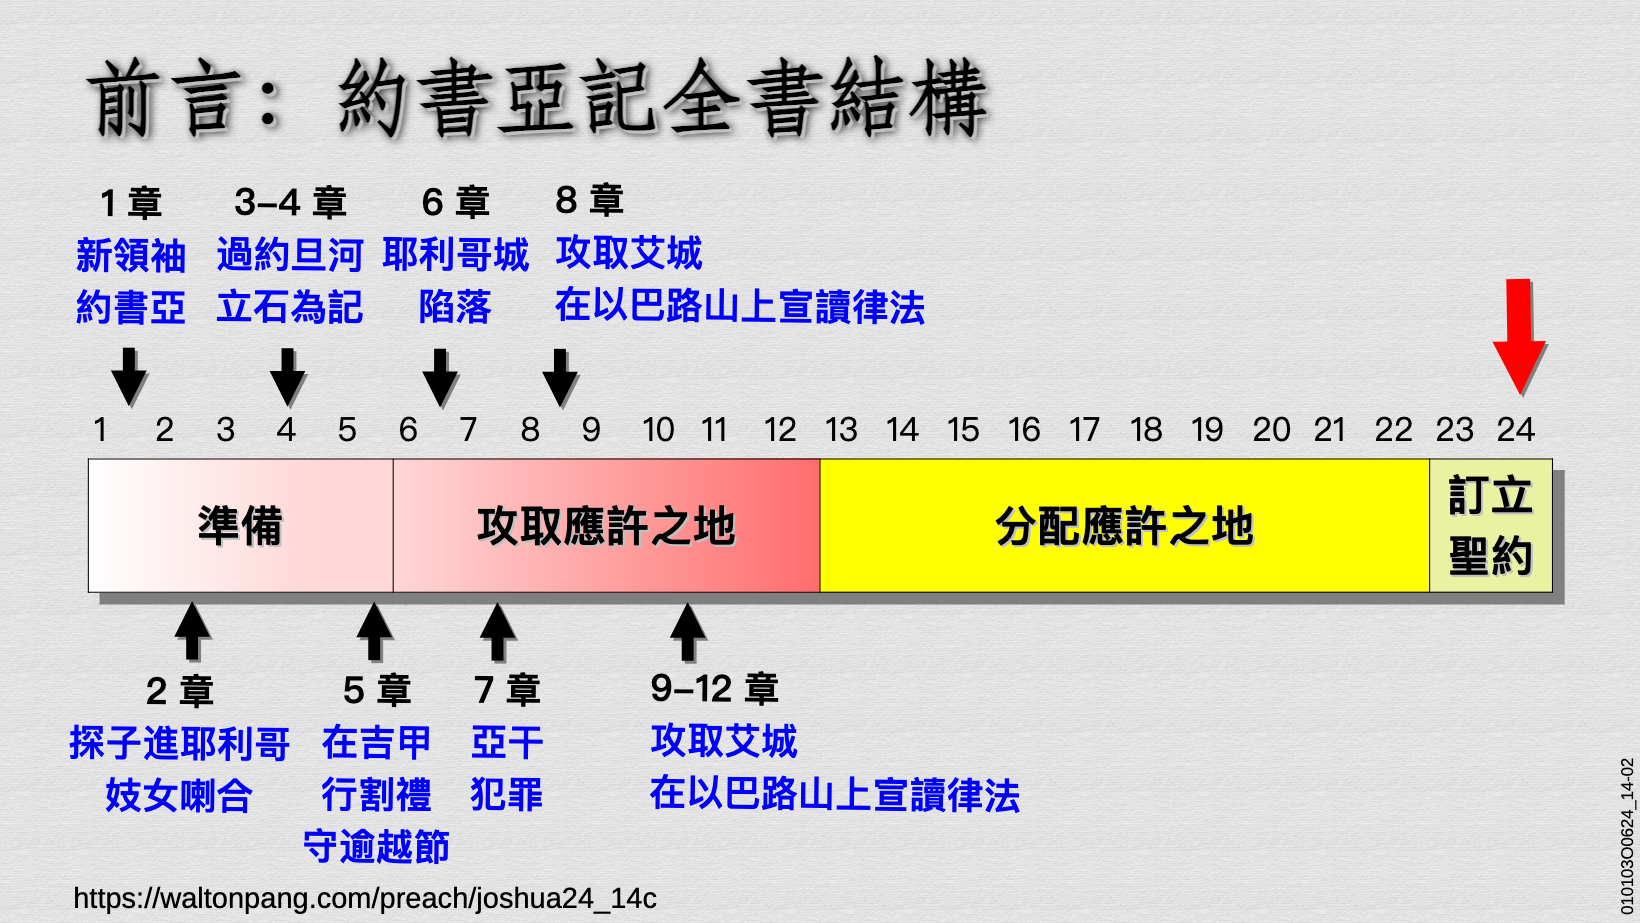 前言：約書亞記全書結構
1 章
新領袖
約書亞
3–4 章
過約旦河
立石為記
6 章
耶利哥城
陷落
8 章
攻取艾城
在以巴路山上宣讀律法
1 2 3 4 5 6 7 8 9 10 11 12 13 14 15 16 17 18 19 20 21 22 23 24
準備
攻取應許之地
分配應許之地
訂立
聖約
2 章
探子進耶利哥
妓女喇合
5 章
在吉甲
行割禮
守逾越節
7 章
亞干
犯罪
9–12 章
攻取艾城
在以巴路山上宣讀律法
https://waltonpang.com/preach/joshua24_14c
010103O0624_14-02